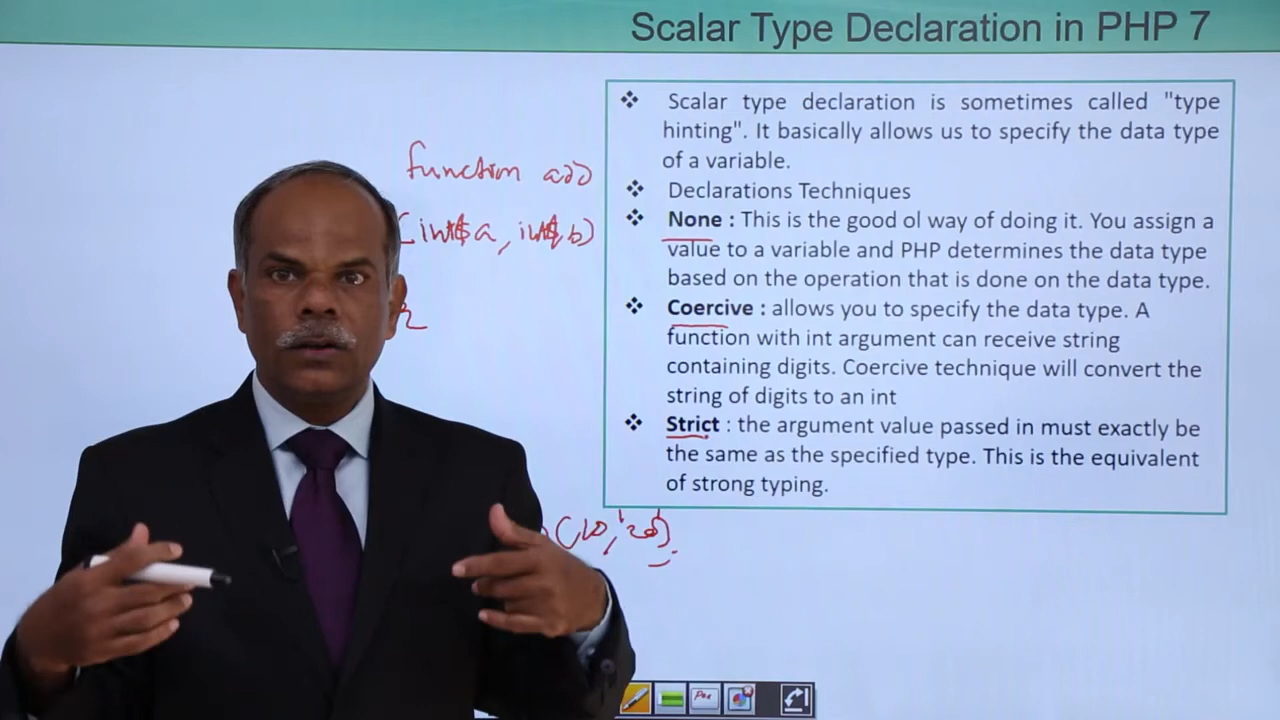 Scalar Type Declaration in PHP 7
❖ Scalar type declaration is sometimes called "type
hinting". It basically allows us to specify the data type
of a variable.
❖ Declarations Techniques
❖ None : This is the good ol way of doing it. You assign a
value to a variable and PHP determines the data type
based on the operation that is done on the data type.
❖ Coercive : allows you to specify the data type. A
function with int argument can receive string
containing digits. Coercive technique will convert the
string of digits to an int
❖ Strict : the argument value passed in must exactly be
the same as the specified type. This is the equivalent
of strong typing.
function add
(int $a, int $b)
{
(10, '20');
Pen